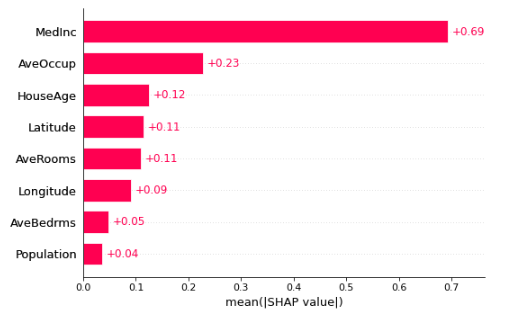 MedInc +0.69
AveOccup +0.23
HouseAge +0.12
Latitude +0.11
AveRooms +0.11
Longitude +0.09
AveBedrms +0.05
Population +0.04
0.0 0.1 0.2 0.3 0.4 0.5 0.6 0.7
mean(|SHAP value|)